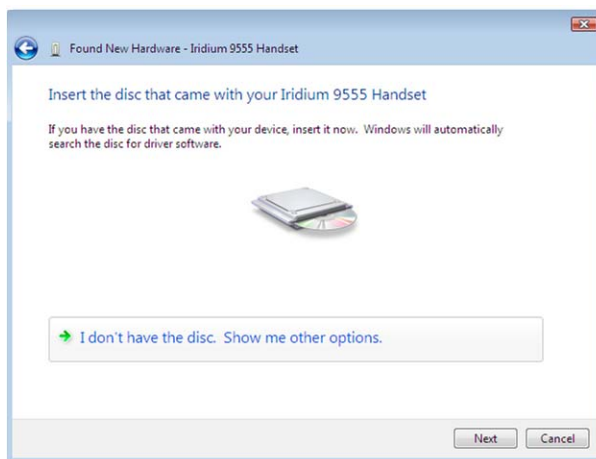 Found New Hardware - Iridium 9555 Handset
Insert the disc that came with your Iridium 9555 Handset
If you have the disc that came with your device, insert it now.  Windows will automatically
search the disc for driver software.
I don't have the disc.  Show me other options.
Next
Cancel